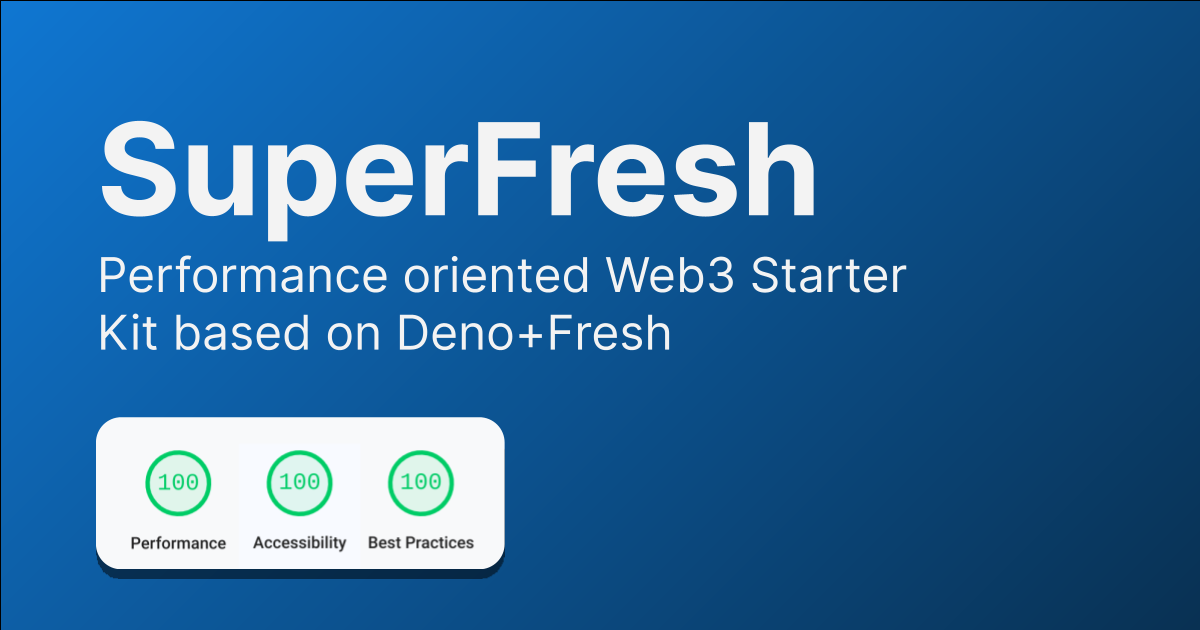 SuperFresh
Performance oriented Web3 Starter
Kit based on Deno+Fresh
100 100 100
Performance Accessibility Best Practices